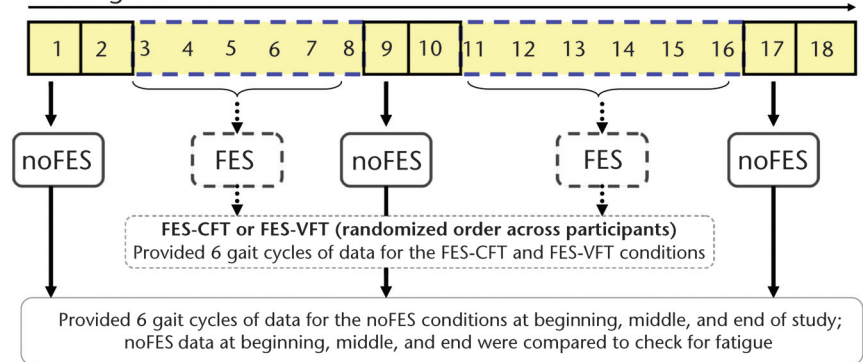 1 2 3 4 5 6 7 8 9 10 11 12 13 14 15 16 17 18
noFES FES noFES FES noFES
FES-CFT or FES-VFT (randomized order across participants)
Provided 6 gait cycles of data for the FES-CFT and FES-VFT conditions
Provided 6 gait cycles of data for the noFES conditions at beginning, middle, and end of study;
noFES data at beginning, middle, and end were compared to check for fatigue